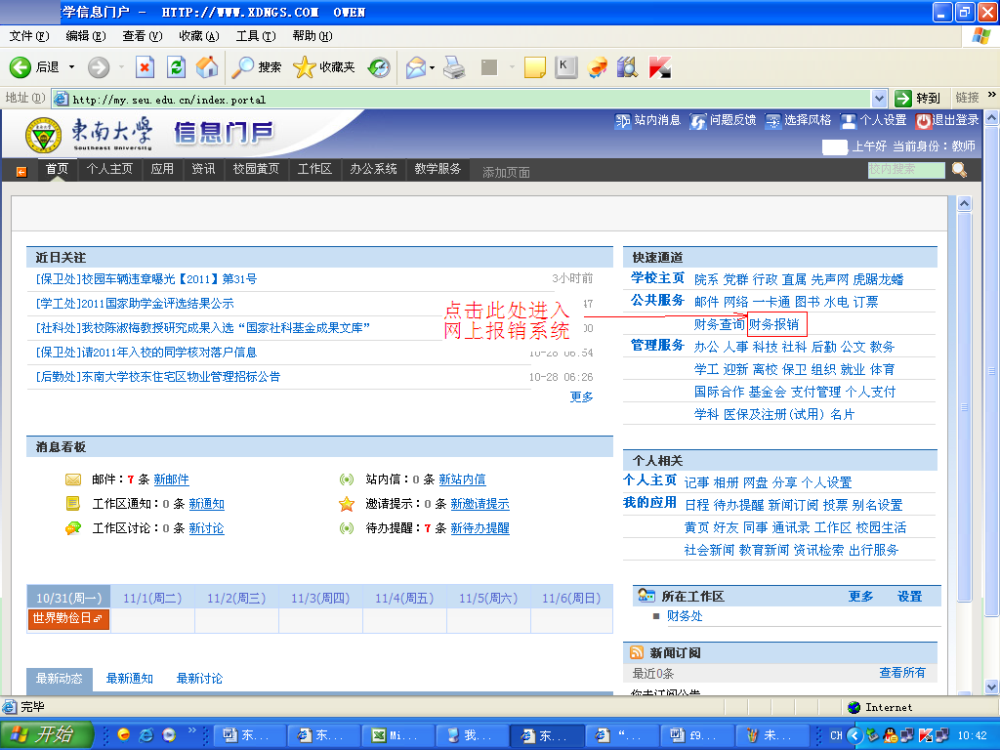 学信息门户 - HTTP://WWW.XDNGS.COM OWEN
文件(F) 编辑(E) 查看(V) 收藏(A) 工具(T) 帮助(H)
后退 搜索 收藏夹
地址(D) http://my.seu.edu.cn/index.portal 转到 链接 »
東南大學 Southeast University 信息门户
站内消息 问题反馈 选择风格 个人设置 退出登录
上午好 当前身份：教师
首页 个人主页 应用 资讯 校园黄页 工作区 办公系统 教学服务 添加页面 校内搜索
近日关注
[保卫处]校园车辆违章曝光【2011】第31号 3小时前
[学工处]2011国家助学金评选结果公示 47
[社科处]我校陈淑梅教授研究成果入选“国家社科基金成果文库” 00
[保卫处]请2011年入校的同学核对落户信息 10-28 06:54
[后勤处]东南大学校东住宅区物业管理招标公告 10-28 06:26
更多
点击此处进入
网上报销系统
快速通道
学校主页 院系 党群 行政 直属 先声网 虎踞龙蟠
公共服务 邮件 网络 一卡通 图书 水电 订票
财务查询 财务报销
管理服务 办公 人事 科技 社科 后勤 公文 教务
学工 迎新 离校 保卫 组织 就业 体育
国际合作 基金会 支付管理 个人支付
学科 医保及注册(试用) 名片
消息看板
邮件：7 条 新邮件 站内信：0 条 新站内信
工作区通知：0 条 新通知 邀请提示：0 条 新邀请提示
工作区讨论：0 条 新讨论 待办提醒：7 条 新待办提醒
个人相关
个人主页 记事 相册 网盘 分享 个人设置
我的应用 日程 待办提醒 新闻订阅 投票 别名设置
黄页 好友 同事 通讯录 工作区 校园生活
社会新闻 教育新闻 资讯检索 出行服务
10/31(周一) 11/1(周二) 11/2(周三) 11/3(周四) 11/4(周五) 11/5(周六) 11/6(周日)
世界勤俭日
所在工作区 更多 设置
财务处
新闻订阅
最近0条 查看所有
最新动态 最新通知 最新讨论
完毕 Internet
开始 » 东... 东... Mi... 我... 东... “... f9... 未... CH 10:42